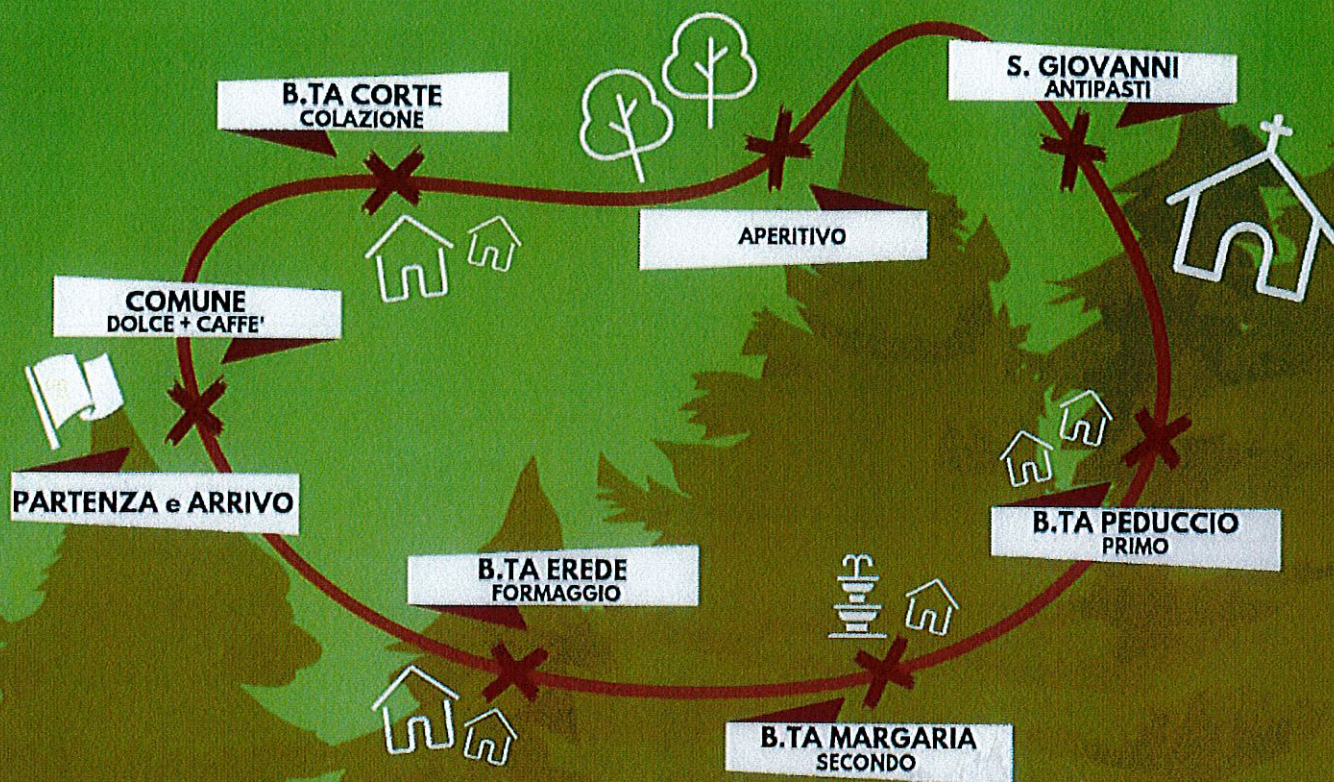 B.TA CORTE
COLAZIONE
S. GIOVANNI
ANTIPASTI
APERITIVO
COMUNE
DOLCE + CAFFE'
PARTENZA e ARRIVO
B.TA PEDUCCIO
PRIMO
B.TA EREDE
FORMAGGIO
B.TA MARGARIA
SECONDO